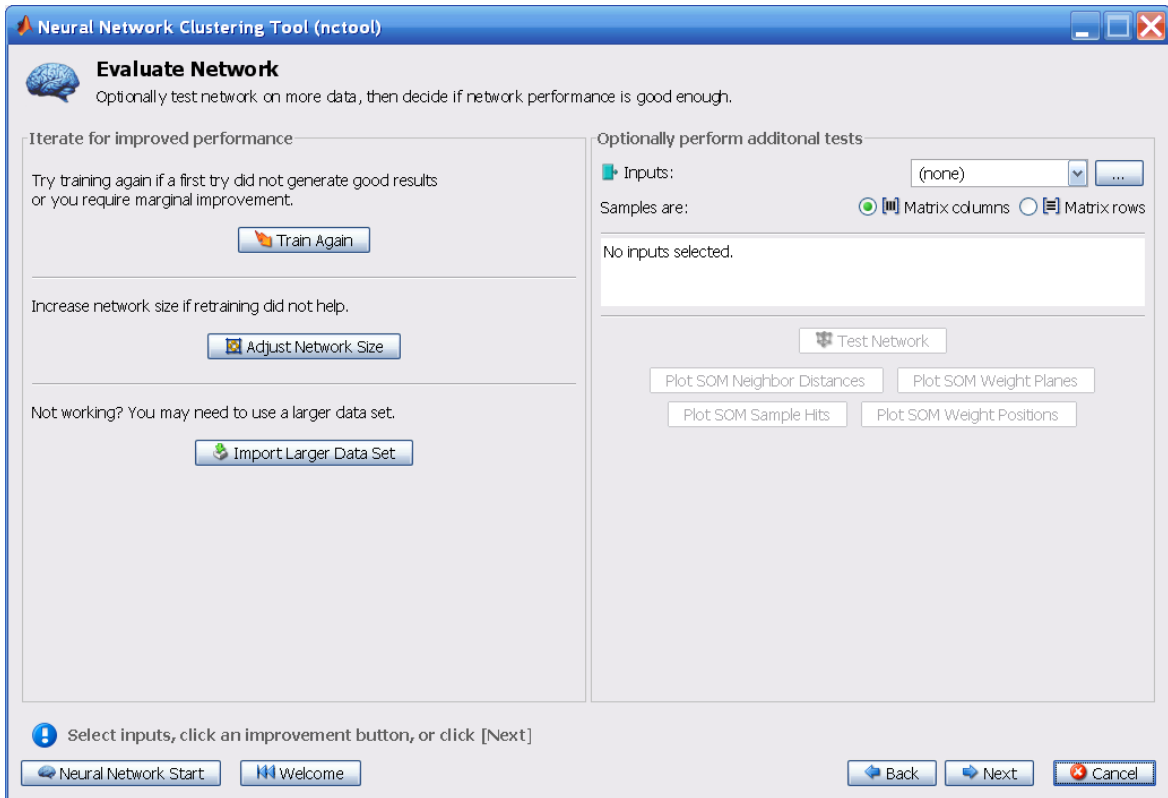 Neural Network Clustering Tool (nctool)
Evaluate Network
Optionally test network on more data, then decide if network performance is good enough.
Iterate for improved performance
Try training again if a first try did not generate good results
or you require marginal improvement.
Train Again
Increase network size if retraining did not help.
Adjust Network Size
Not working? You may need to use a larger data set.
Import Larger Data Set
Optionally perform additonal tests
Inputs: (none) ...
Samples are: Matrix columns Matrix rows
No inputs selected.
Test Network
Plot SOM Neighbor Distances Plot SOM Weight Planes
Plot SOM Sample Hits Plot SOM Weight Positions
Select inputs, click an improvement button, or click [Next]
Neural Network Start Welcome Back Next Cancel